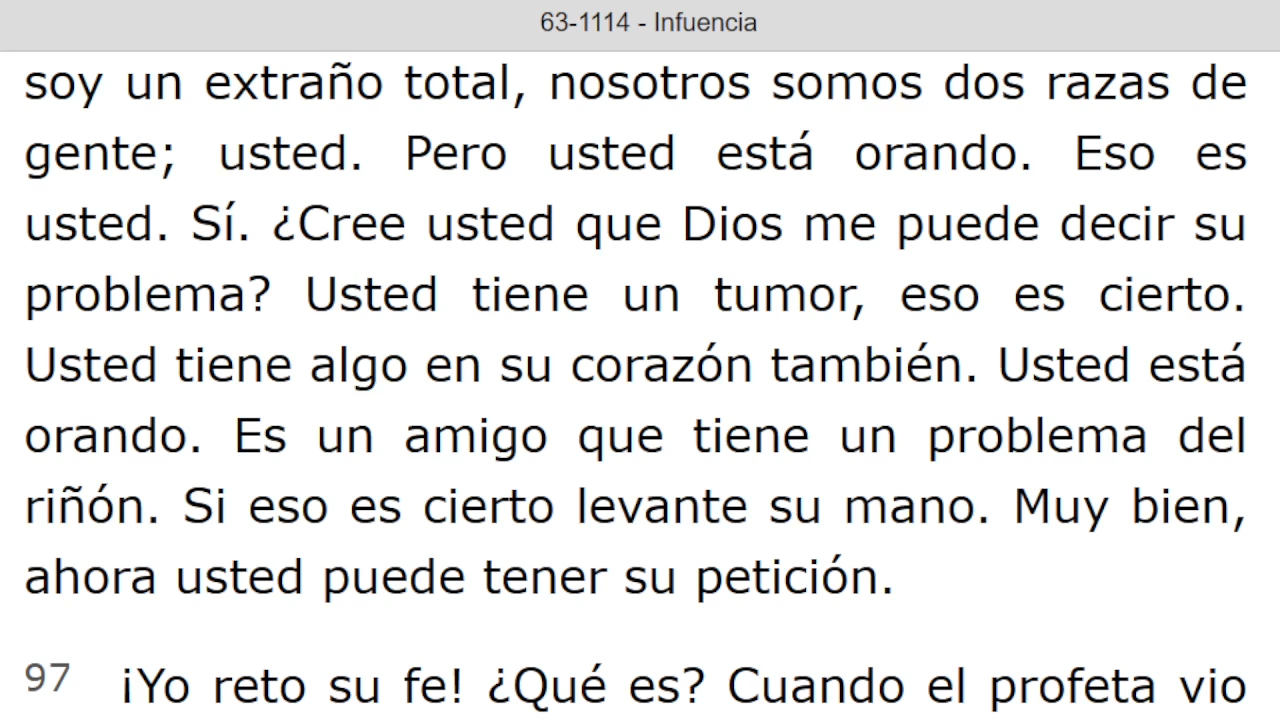 63-1114 - Infuencia
soy un extraño total, nosotros somos dos razas de
gente; usted. Pero usted está orando. Eso es
usted. Sí. ¿Cree usted que Dios me puede decir su
problema? Usted tiene un tumor, eso es cierto.
Usted tiene algo en su corazón también. Usted está
orando. Es un amigo que tiene un problema del
riñón. Si eso es cierto levante su mano. Muy bien,
ahora usted puede tener su petición.
97 ¡Yo reto su fe! ¿Qué es? Cuando el profeta vio